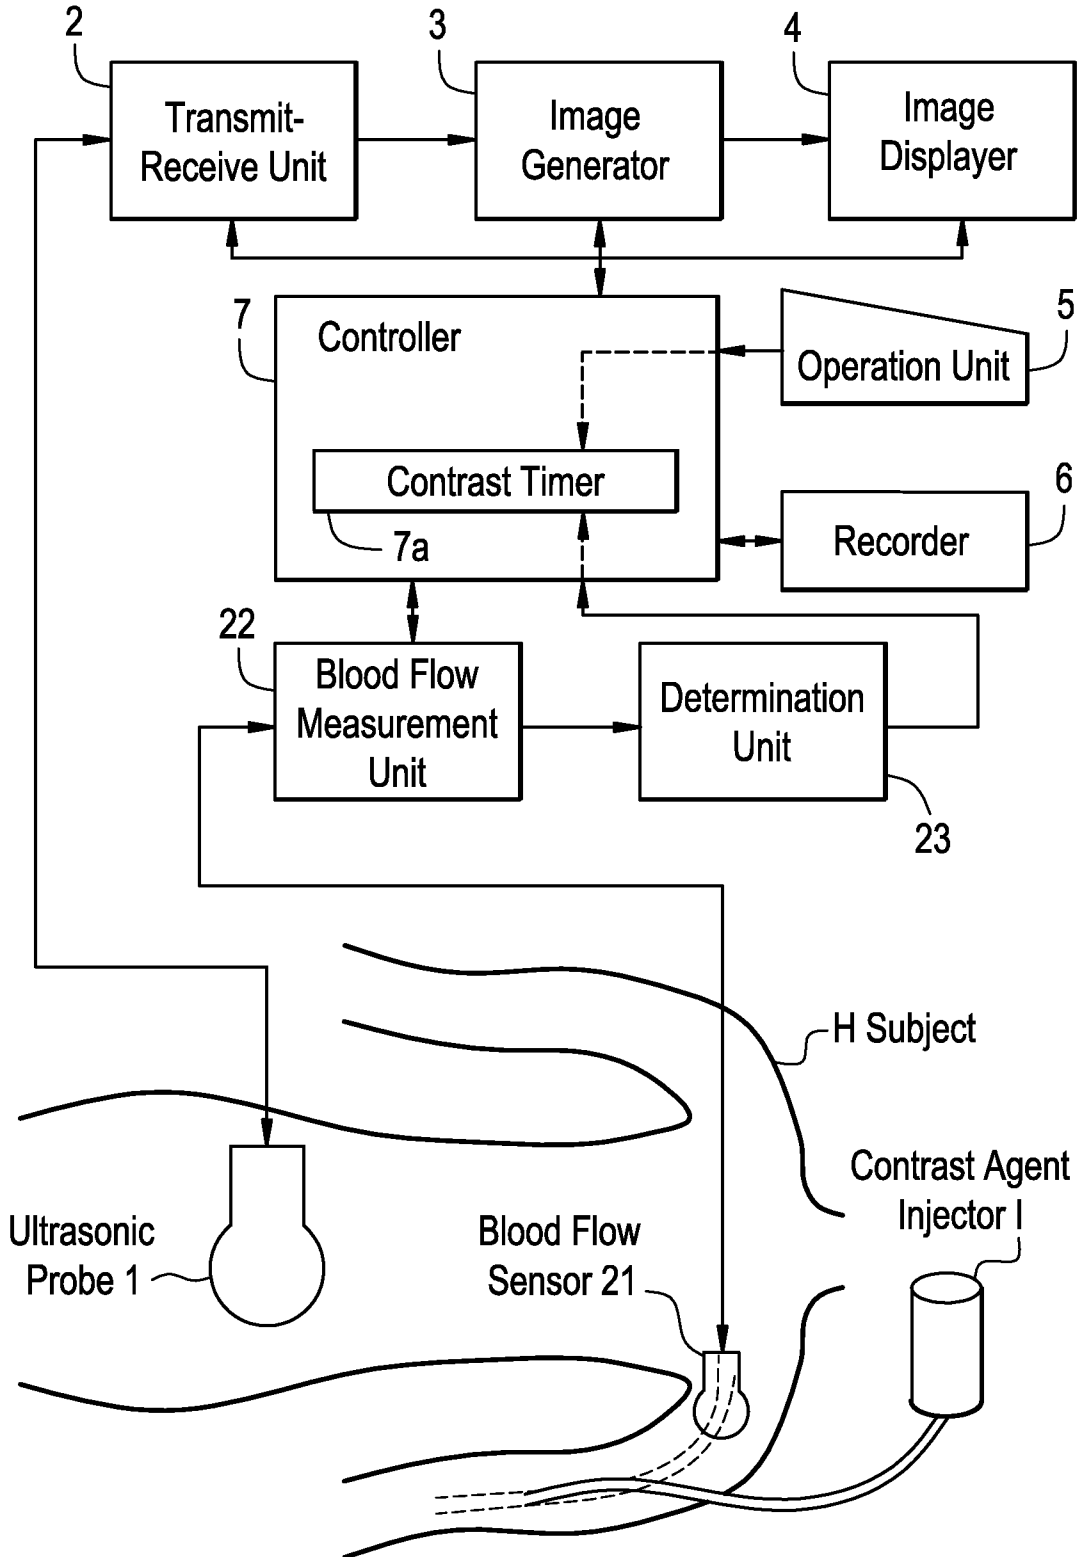 2
3
4
Transmit-
Receive Unit
Image
Generator
Image
Displayer
7
Controller
5
Operation Unit
Contrast Timer
7a
6
Recorder
22
Blood Flow
Measurement
Unit
Determination
Unit
23
H Subject
Contrast Agent
Injector I
Ultrasonic
Probe 1
Blood Flow
Sensor 21